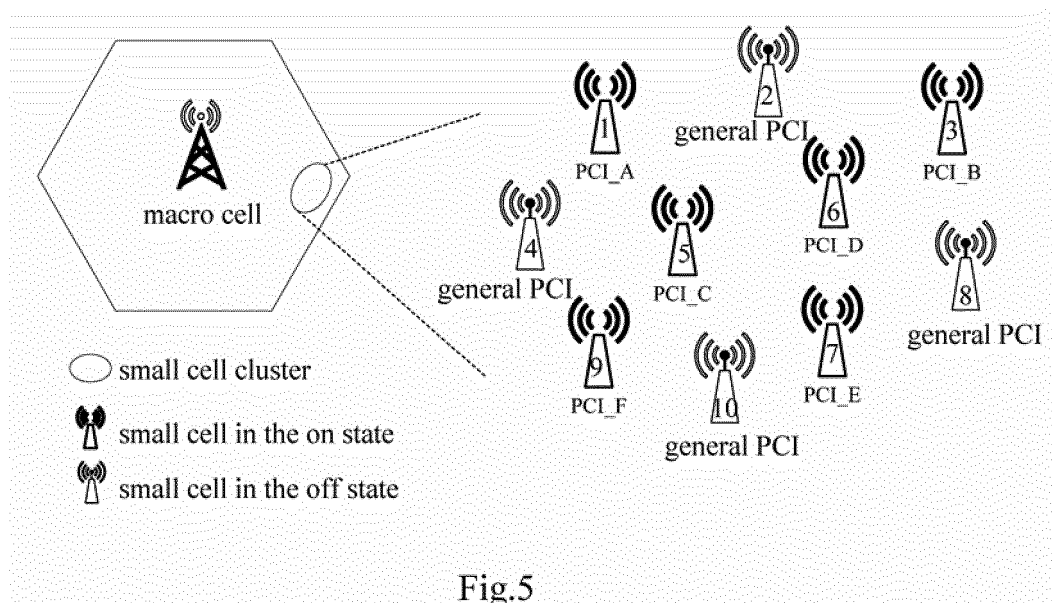 macro cell
small cell cluster
small cell in the on state
small cell in the off state
1
PCI_A
2
general PCI
3
PCI_B
4
general PCI
5
PCI_C
6
PCI_D
7
PCI_E
8
general PCI
9
PCI_F
10
general PCI
Fig.5